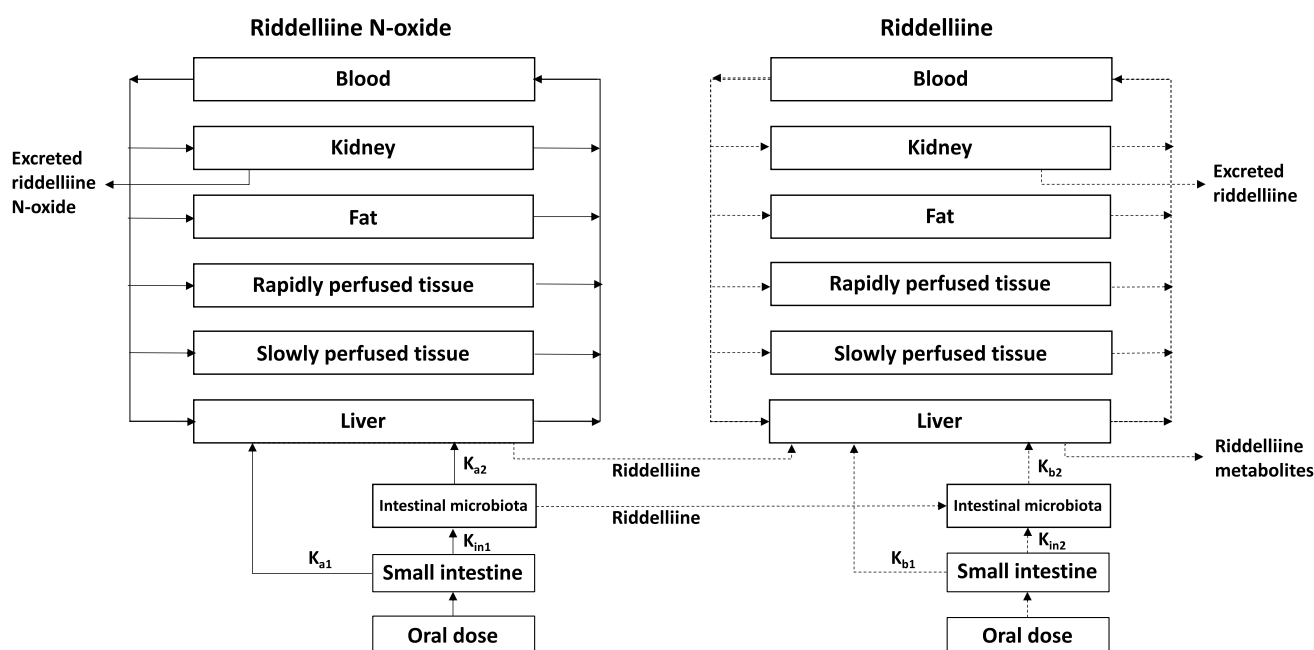 Riddelliine N-oxide
Blood
Kidney
Excreted
riddelliine
N-oxide
Fat
Rapidly perfused tissue
Slowly perfused tissue
Liver
Ka2
Intestinal microbiota
Kin1
Ka1
Small intestine
Oral dose
Riddelliine
Riddelliine
Riddelliine
Blood
Kidney
Excreted
riddelliine
Fat
Rapidly perfused tissue
Slowly perfused tissue
Liver
Riddelliine
metabolites
Kb2
Intestinal microbiota
Kin2
Kb1
Small intestine
Oral dose